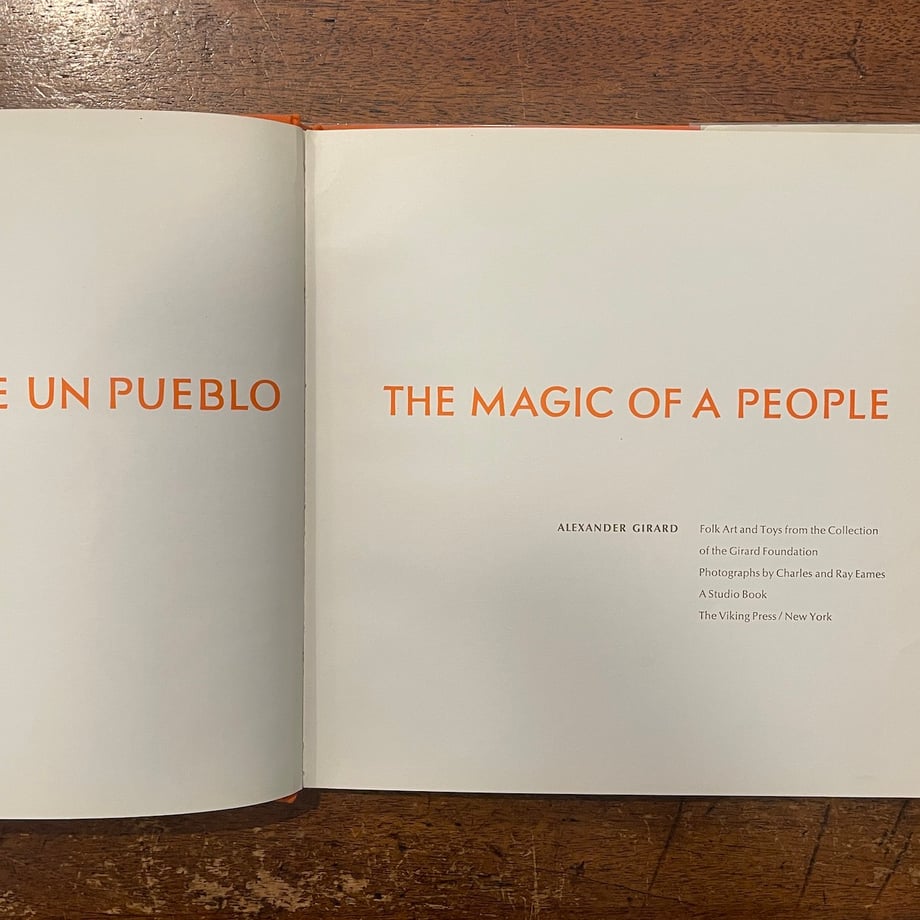 E UN PUEBLO
THE MAGIC OF A PEOPLE
ALEXANDER GIRARD
Folk Art and Toys from the Collection
of the Girard Foundation
Photographs by Charles and Ray Eames
A Studio Book
The Viking Press / New York